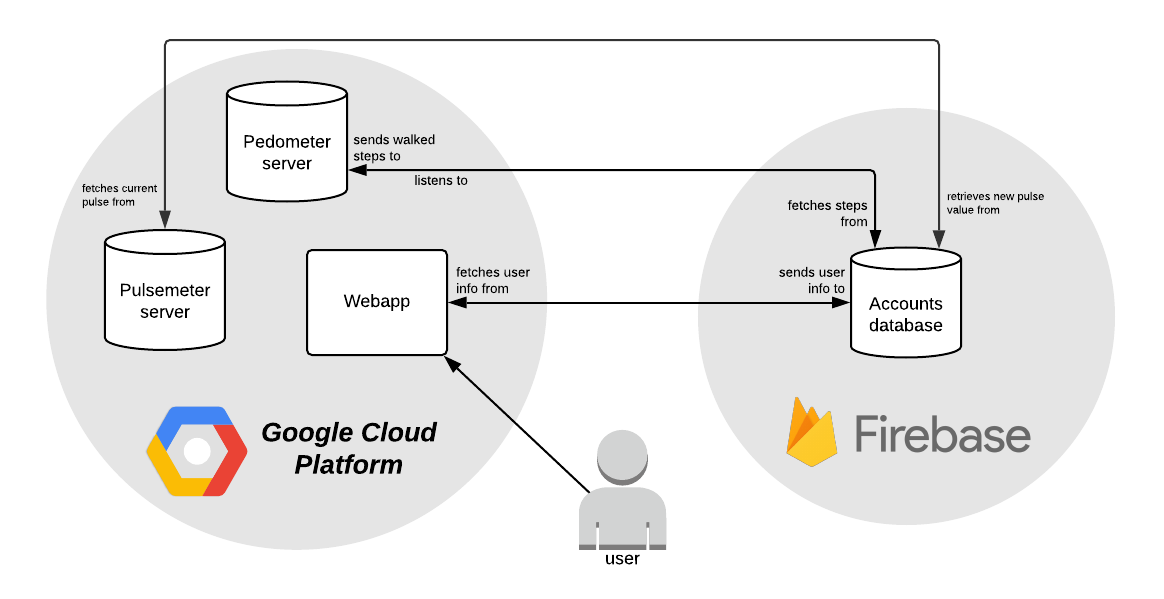 Pedometer
server
sends walked
steps to
listens to
fetches current
pulse from
Pulsemeter
server
Webapp
fetches user
info from
fetches steps
from
retrieves new pulse
value from
sends user
info to
Accounts
database
Google Cloud
Platform
Firebase
user